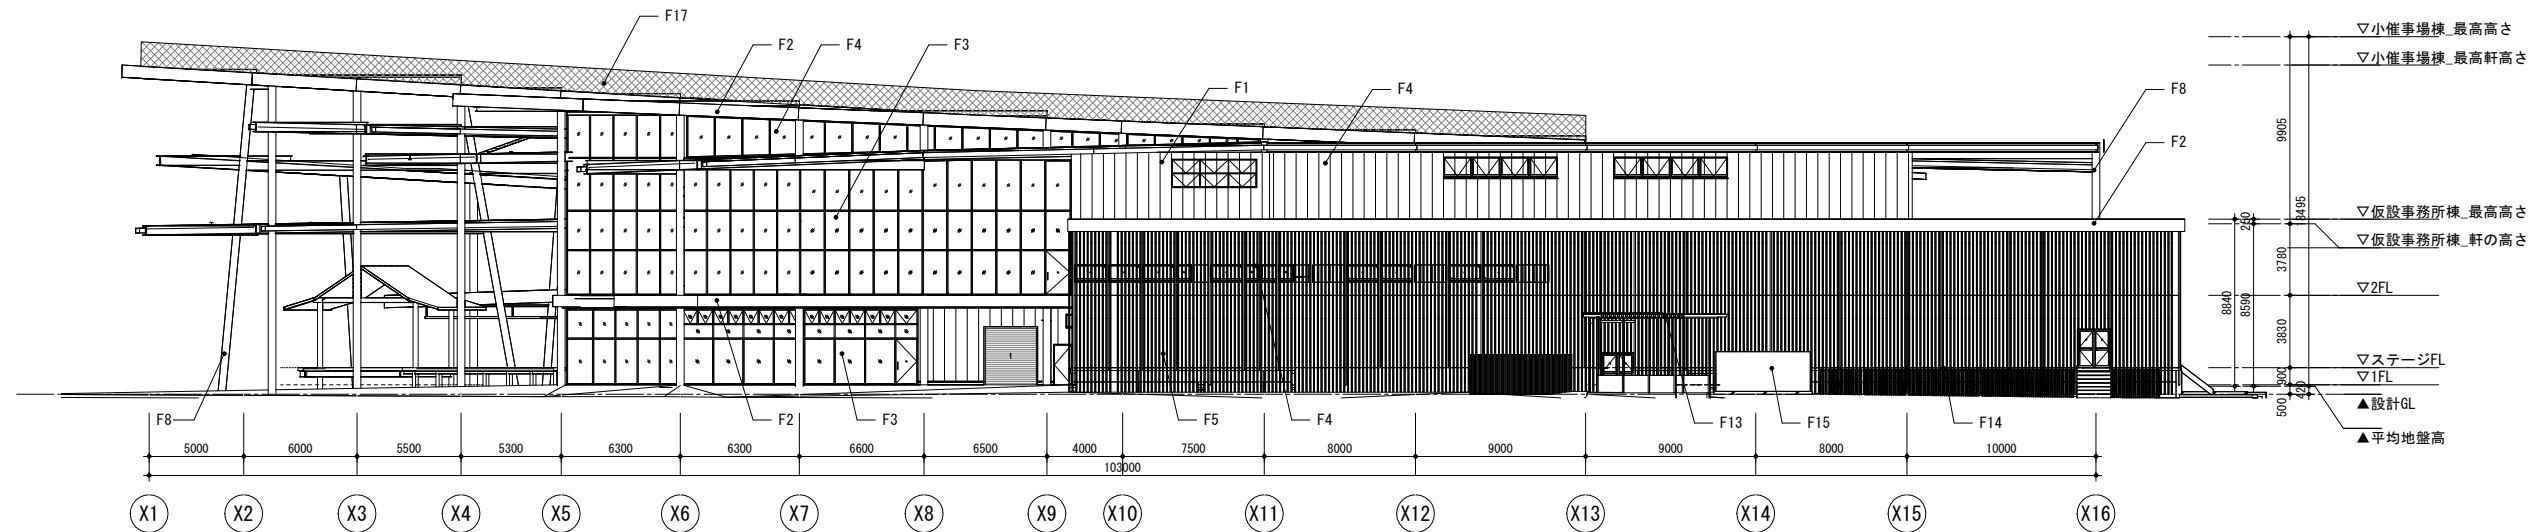 F17
F2
F4
F3
F1
F4
F8
F2
▽小催事場棟_最高高さ
▽小催事場棟_最高軒高さ
▽仮設事務所棟_最高高さ
▽仮設事務所棟_軒の高さ
▽2FL
▽ステージFL
▽1FL
▲設計GL
▲平均地盤高
9905
18495
250
3780
8840
8590
3830
900
420
500
F8
F2
F3
F5
F4
F13
F15
F14
5000 6000 5500 5300 6300 6300 6600 6500 4000 7500 8000 9000 9000 8000 10000
103000
X1 X2 X3 X4 X5 X6 X7 X8 X9 X10 X11 X12 X13 X14 X15 X16